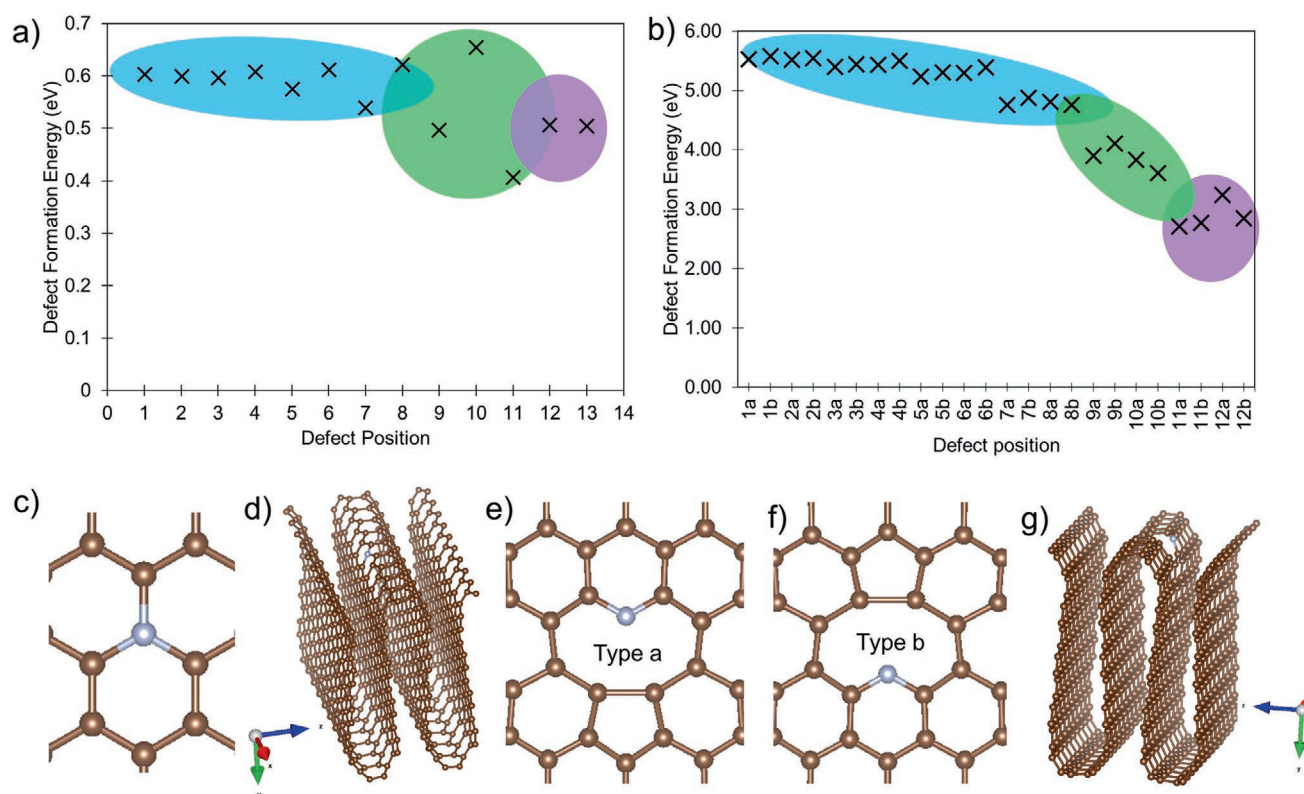 a)
0.7
0.6
0.5
0.4
0.3
0.2
0.1
0
Defect Formation Energy (eV)
0 1 2 3 4 5 6 7 8 9 10 11 12 13 14
Defect Position
b)
6.00
5.00
4.00
3.00
2.00
1.00
0.00
Defect Formation Energy (eV)
1a 1b 2a 2b 3a 3b 4a 4b 5a 5b 6a 6b 7a 7b 8a 8b 9a 9b 10a 10b 11a 11b 12a 12b
Defect position
c)
d)
z
x
e)
Type a
f)
Type b
g)
y